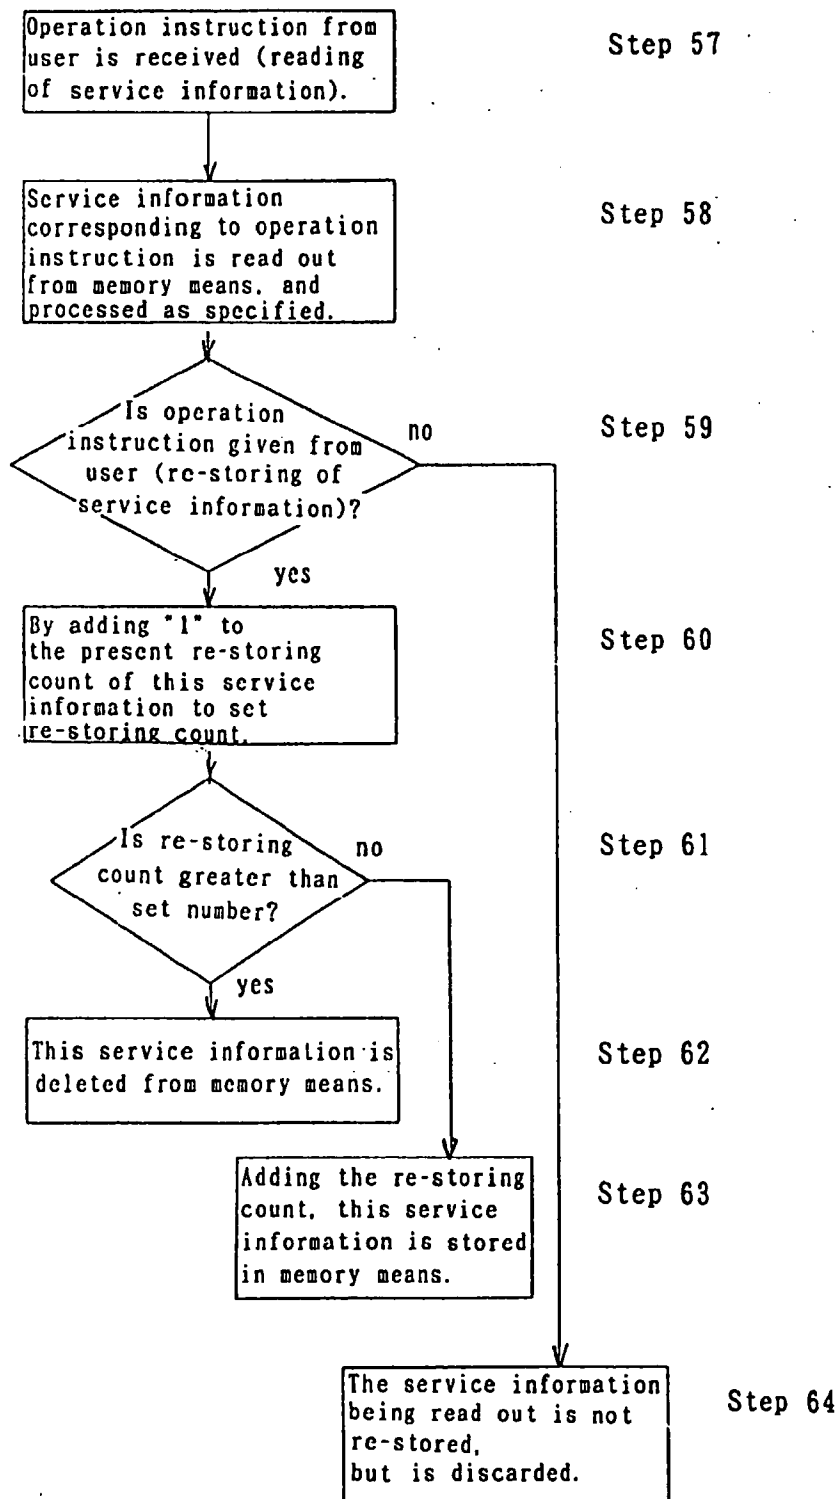 Operation instruction from
user is received (reading
of service information).
Step 57
Service information
corresponding to operation
instruction is read out
from memory means, and
processed as specified.
Step 58
Is operation
instruction given from
user (re-storing of
service information)?
no
Step 59
yes
By adding "1" to
the present re-storing
count of this service
information to set
re-storing count.
Step 60
Is re-storing
count greater than
set number?
no
Step 61
yes
This service information is
deleted from memory means.
Step 62
Adding the re-storing
count, this service
information is stored
in memory means.
Step 63
The service information
being read out is not
re-stored,
but is discarded.
Step 64